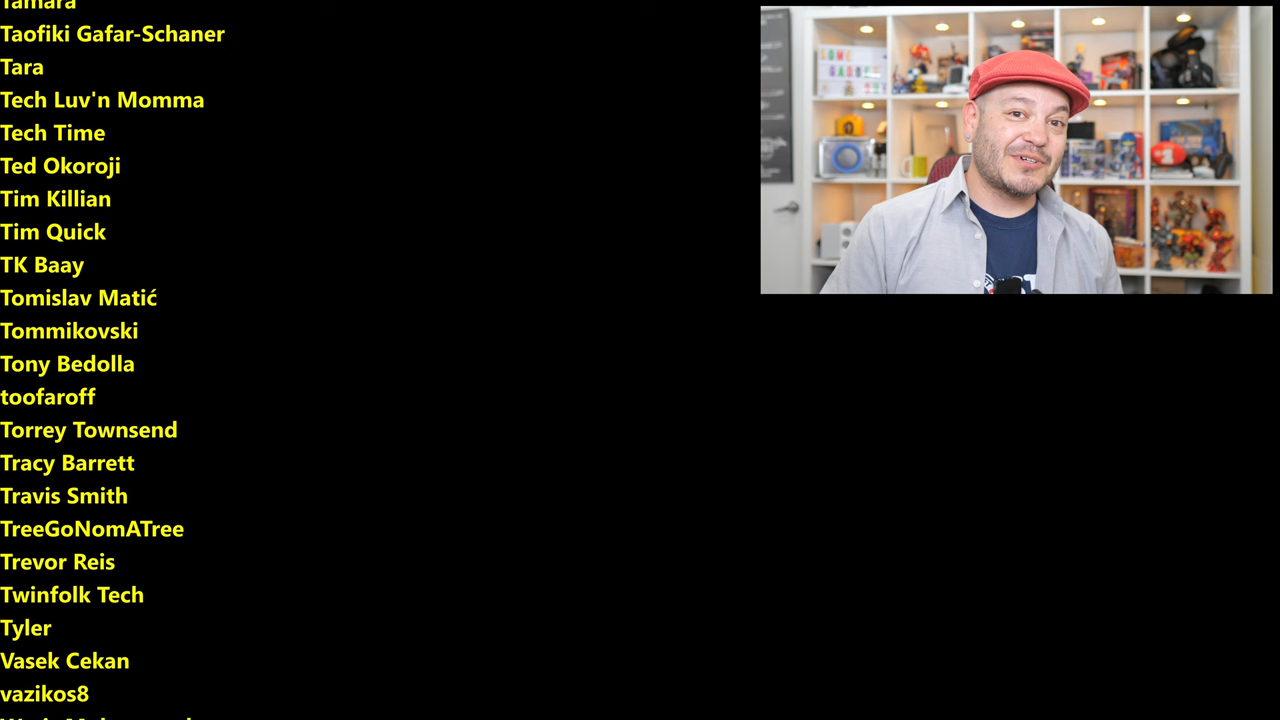 Tamara
Taofiki Gafar-Schaner
Tara
Tech Luv'n Momma
Tech Time
Ted Okoroji
Tim Killian
Tim Quick
TK Baay
Tomislav Matić
Tommikovski
Tony Bedolla
toofaroff
Torrey Townsend
Tracy Barrett
Travis Smith
TreeGoNomATree
Trevor Reis
Twinfolk Tech
Tyler
Vasek Cekan
vazikos8
#1